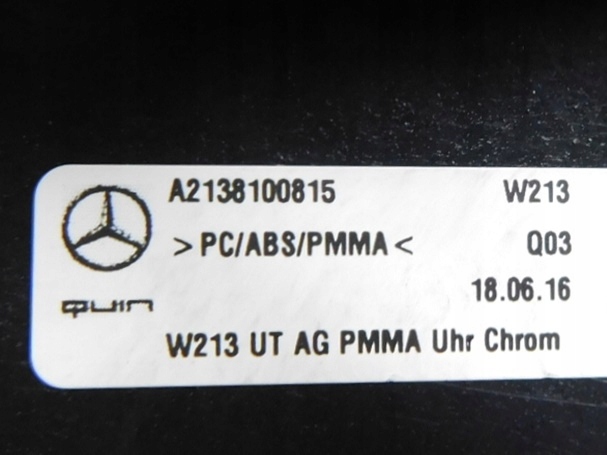 A2138100815 W213
>PC/ABS/PMMA< Q03
18.06.16
QUIN
W213 UT AG PMMA Uhr Chrom